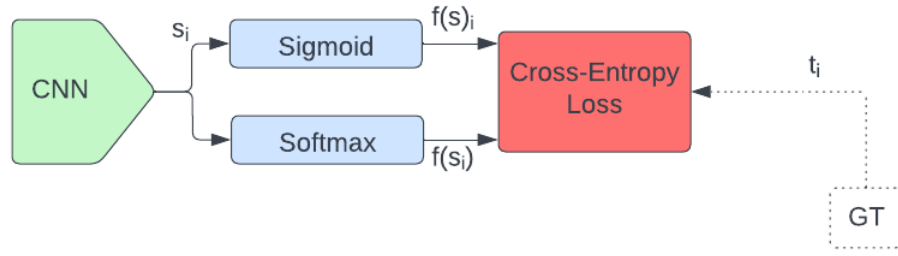 CNN
sᵢ
Sigmoid
f(s)ᵢ
Softmax
f(sᵢ)
Cross-Entropy
Loss
tᵢ
GT